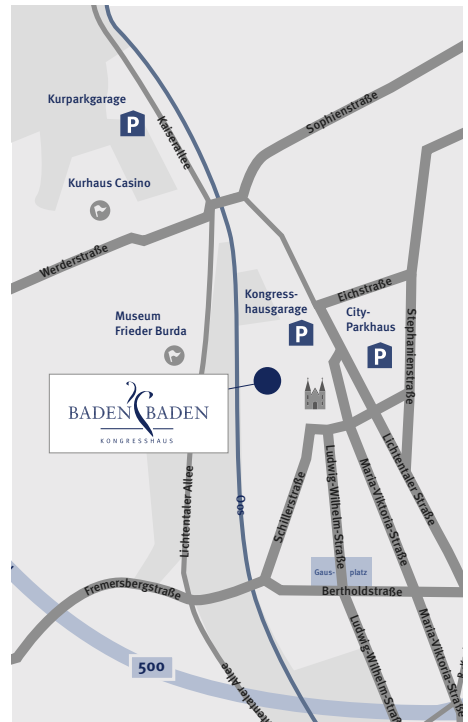 Kurparkgarage
P
Kaiserallee
Sophienstraße
Kurhaus Casino
Werderstraße
Kongress-
hausgarage
P
Eichstraße
City-
Parkhaus
P
Stephanienstraße
Museum
Frieder Burda
BADEN BADEN
KONGRESSHAUS
Lichtentaler Allee
Oos
Schillerstraße
Ludwig-Wilhelm-Straße
Maria-Viktoria-Straße
Lichtentaler Straße
Gaus-
platz
Bertholdstraße
Fremersbergstraße
500
Lichtentaler Allee
Ludwig-Wilhelm-Straße
Maria-Viktoria-Straße